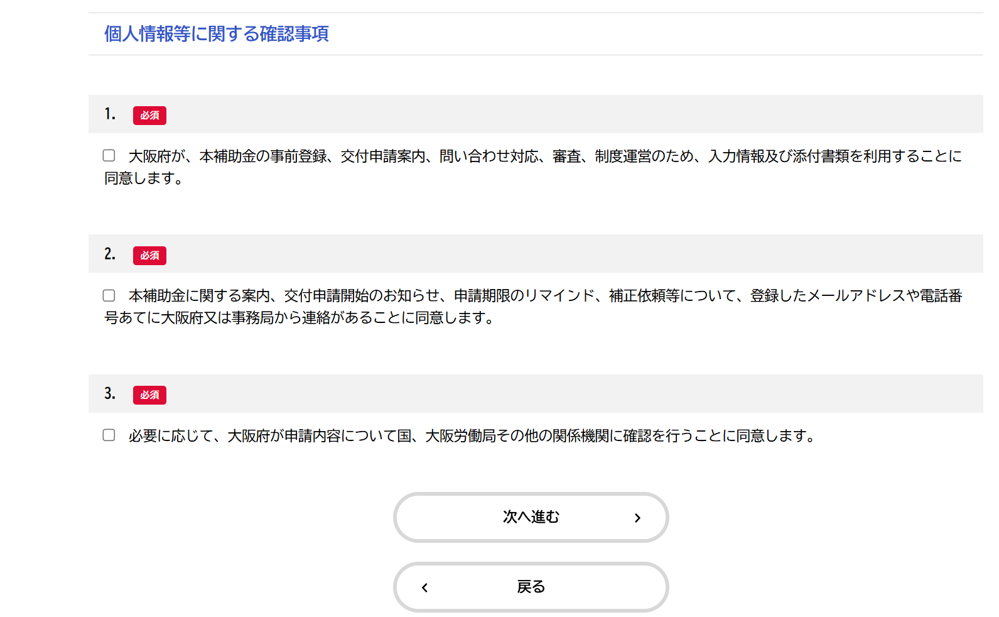 個人情報等に関する確認事項
1. 必須
大阪府が、本補助金の事前登録、交付申請案内、問い合わせ対応、審査、制度運営のため、入力情報及び添付書類を利用することに
同意します。
2. 必須
本補助金に関する案内、交付申請開始のお知らせ、申請期限のリマインド、補正依頼等について、登録したメールアドレスや電話番
号あてに大阪府又は事務局から連絡があることに同意します。
3. 必須
必要に応じて、大阪府が申請内容について国、大阪労働局その他の関係機関に確認を行うことに同意します。
次へ進む
戻る